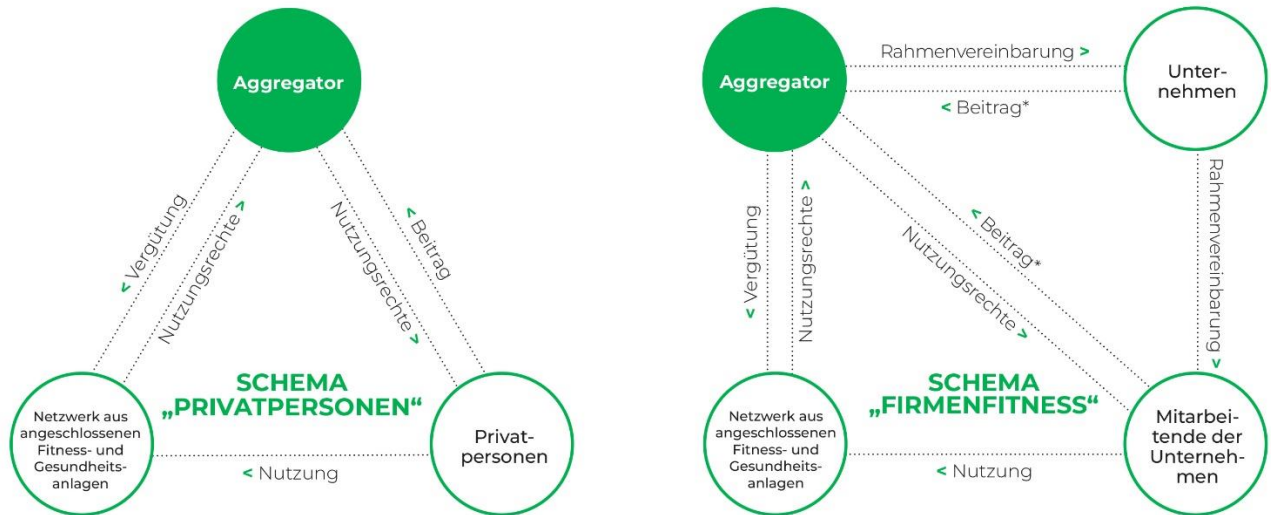 Aggregator
< Vergütung
Nutzungsrechte >
Nutzungsrechte >
< Beitrag
SCHEMA
„PRIVATPERSONEN“
Netzwerk aus
angeschlossenen
Fitness- und
Gesundheits-
anlagen
Privat-
personen
< Nutzung
Aggregator
Rahmenvereinbarung >
< Beitrag*
Unter-
nehmen
< Vergütung
Nutzungsrechte >
< Beitrag*
Nutzungsrechte >
Rahmenvereinbarung >
SCHEMA
„FIRMENFITNESS“
Netzwerk aus
angeschlossenen
Fitness- und
Gesundheits-
anlagen
Mitarbei-
tende der
Unterneh-
men
< Nutzung